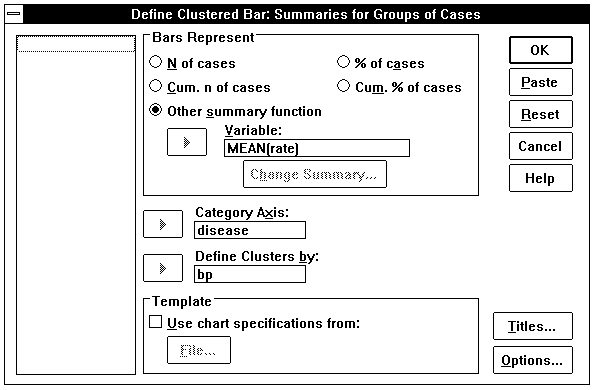 Define Clustered Bar: Summaries for Groups of Cases
Bars Represent
N of cases
% of cases
Cum. n of cases
Cum. % of cases
Other summary function
Variable:
MEAN(rate)
Change Summary...
Category Axis:
disease
Define Clusters by:
bp
Template
Use chart specifications from:
File...
OK
Paste
Reset
Cancel
Help
Titles...
Options...